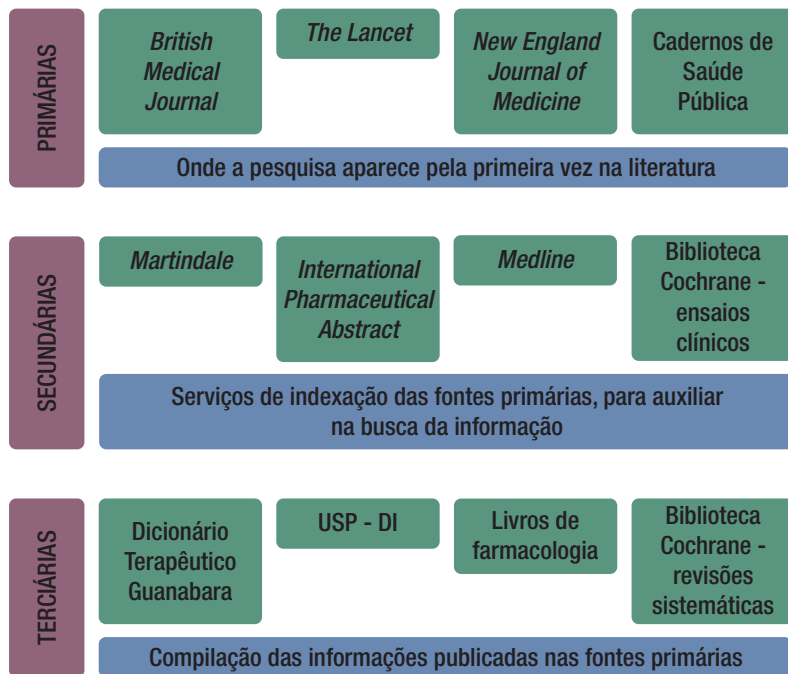 PRIMÁRIAS
British
Medical
Journal
The Lancet
New England
Journal of
Medicine
Cadernos de
Saúde
Pública
Onde a pesquisa aparece pela primeira vez na literatura
SECUNDÁRIAS
Martindale
International
Pharmaceutical
Abstract
Medline
Biblioteca
Cochrane -
ensaios
clínicos
Serviços de indexação das fontes primárias, para auxiliar
na busca da informação
TERCIÁRIAS
Dicionário
Terapêutico
Guanabara
USP - DI
Livros de
farmacologia
Biblioteca
Cochrane -
revisões
sistemáticas
Compilação das informações publicadas nas fontes primárias